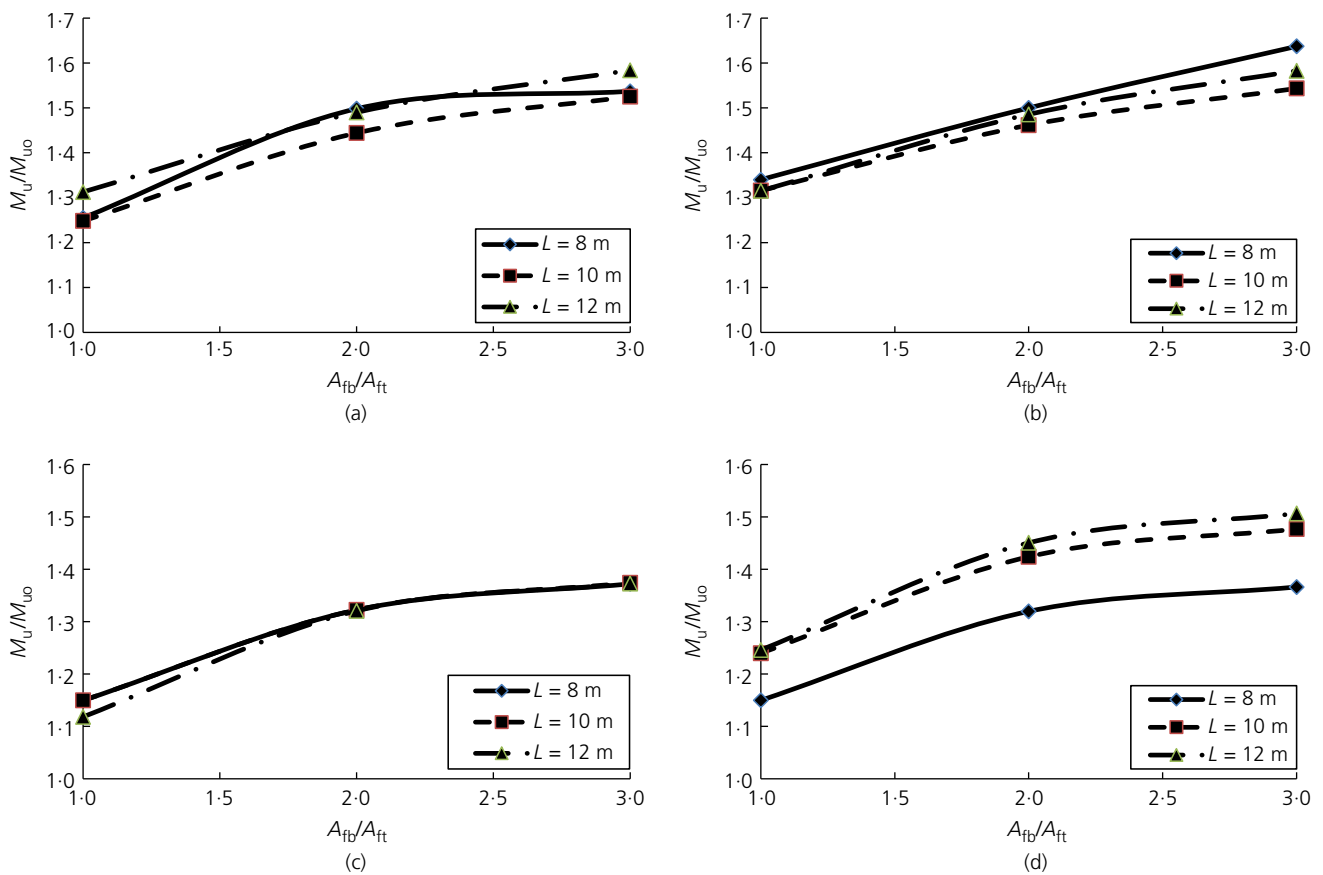 1·7
1·6
1·5
1·4
1·3
1·2
1·1
1·0
Mu/Muo
1·0 1·5 2·0 2·5 3·0
Afb/Aft
(a)
L = 8 m
L = 10 m
L = 12 m
1·7
1·6
1·5
1·4
1·3
1·2
1·1
1·0
Mu/Muo
1·0 1·5 2·0 2·5 3·0
Afb/Aft
(b)
L = 8 m
L = 10 m
L = 12 m
1·6
1·5
1·4
1·3
1·2
1·1
1·0
Mu/Muo
1·0 1·5 2·0 2·5 3·0
Afb/Aft
(c)
L = 8 m
L = 10 m
L = 12 m
1·6
1·5
1·4
1·3
1·2
1·1
1·0
Mu/Muo
1·0 1·5 2·0 2·5 3·0
Afb/Aft
(d)
L = 8 m
L = 10 m
L = 12 m